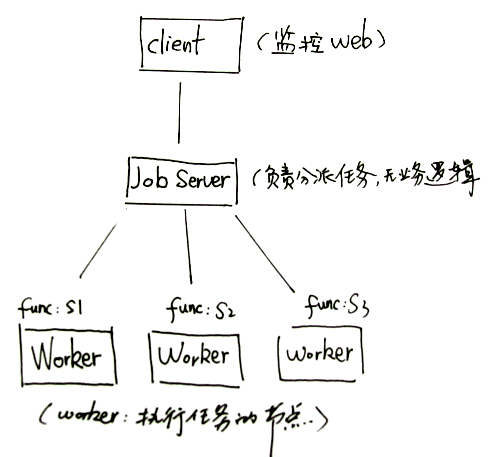 client (监控web)
Job Server (负责分派任务,无业务逻辑
func:S1 func:S2 func:S3
Worker Worker Worker
(worker:执行任务的节点..)